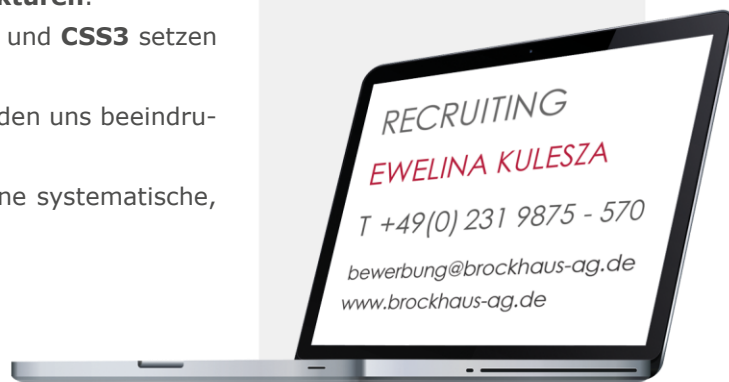 kturen.
und CSS3 setzen
den uns beeindru-
ne systematische,
RECRUITING
EWELINA KULESZA
T +49(0) 231 9875 - 570
bewerbung@brockhaus-ag.de
www.brockhaus-ag.de